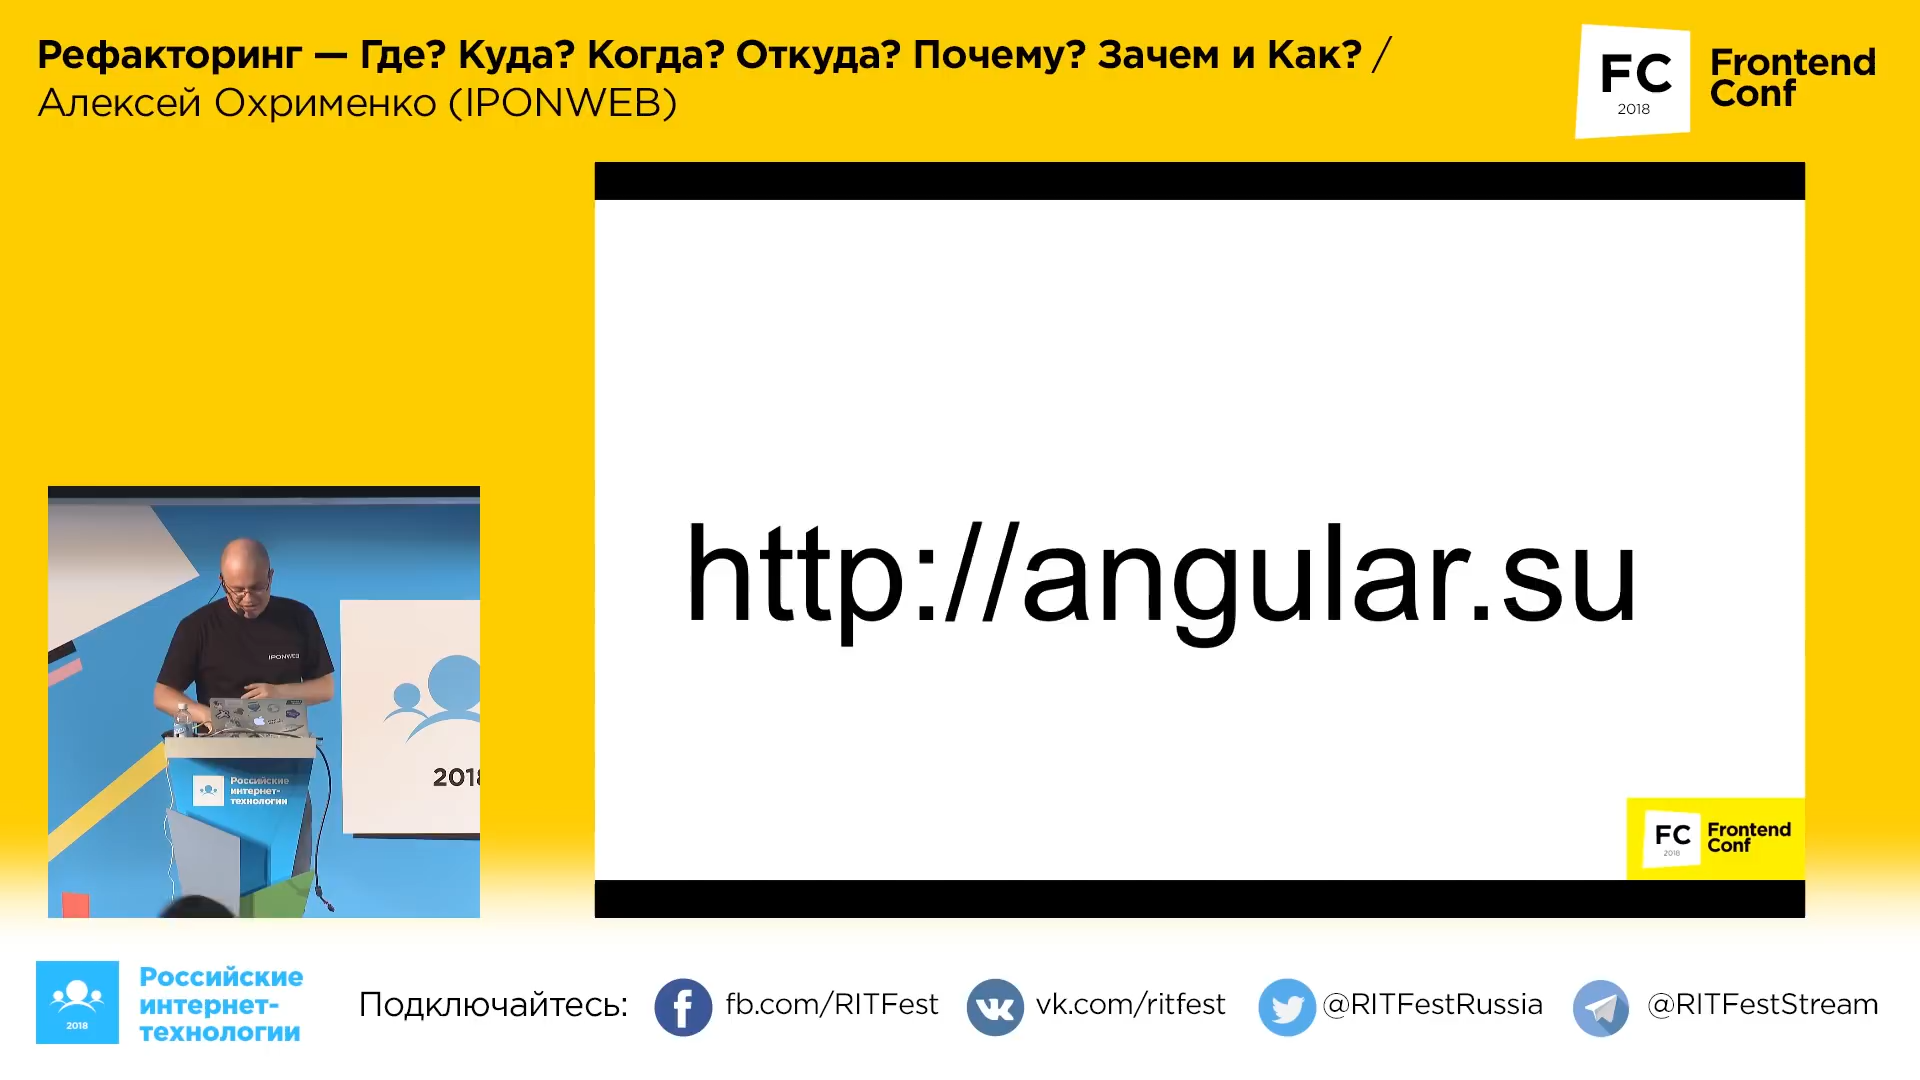 Рефакторинг — Где? Куда? Когда? Откуда? Почему? Зачем и Как? /
Алексей Охрименко (IPONWEB)
FC
2018
Frontend
Conf
http://angular.su
FC
2018
Frontend
Conf
IPONWEB
2018
Российские
интернет-
технологии
2018
Российские
интернет-
технологии
Подключайтесь:
fb.com/RITFest
vk.com/ritfest
@RITFestRussia
@RITFestStream